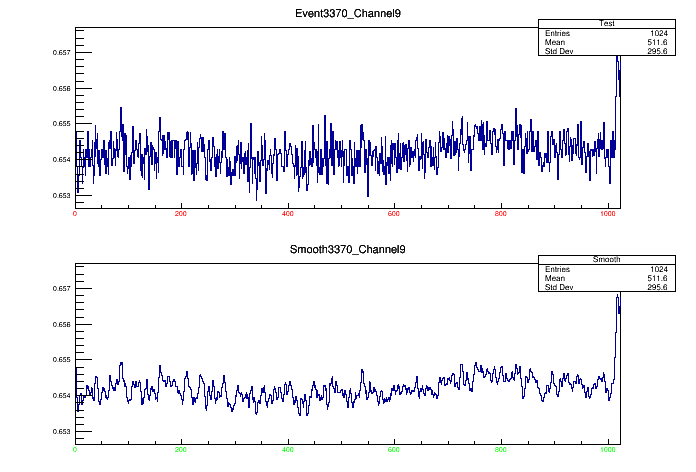 Event3370_Channel9
Test
Entries 1024
Mean 511.6
Std Dev 295.6
0.657
0.656
0.655
0.654
0.653
0 200 400 600 800 1000
Smooth3370_Channel9
Smooth
Entries 1024
Mean 511.6
Std Dev 295.6
0.657
0.656
0.655
0.654
0.653
0 200 400 600 800 1000